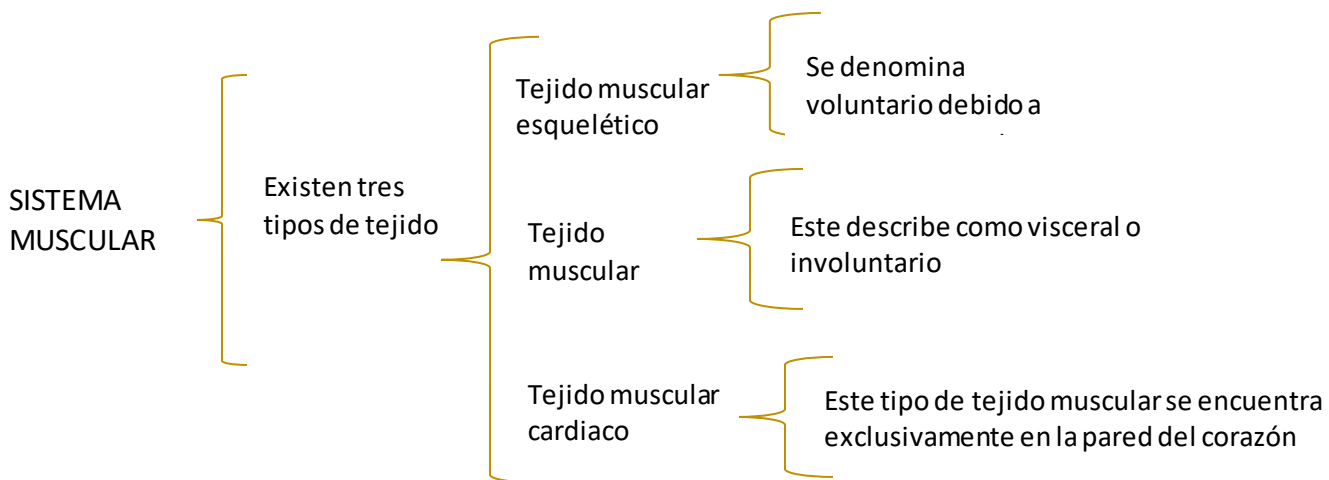 SISTEMA
MUSCULAR
Existen tres
tipos de tejido
Tejido muscular
esquelético
Se denomina
voluntario debido a
Tejido
muscular
Este describe como visceral o
involuntario
Tejido muscular
cardiaco
Este tipo de tejido muscular se encuentra
exclusivamente en la pared del corazón